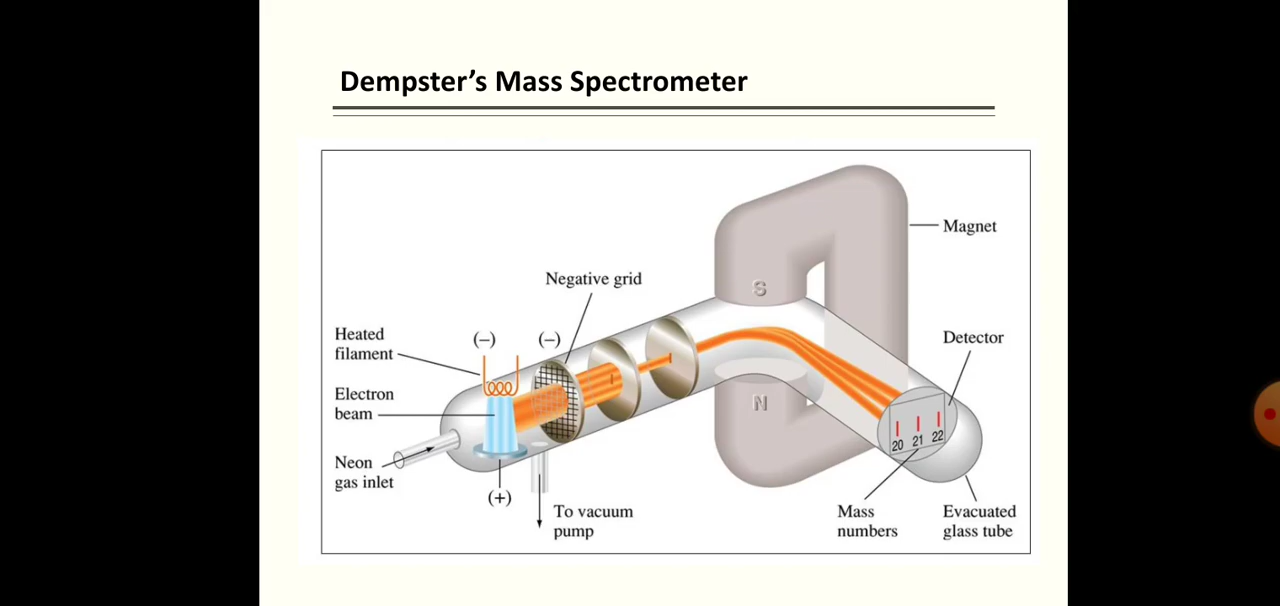 Dempster’s Mass Spectrometer
Magnet
S
Negative grid
Heated
filament
(–)
(–)
Detector
Electron
beam
N
20 21 22
Neon
gas inlet
(+)
To vacuum
pump
Mass
numbers
Evacuated
glass tube